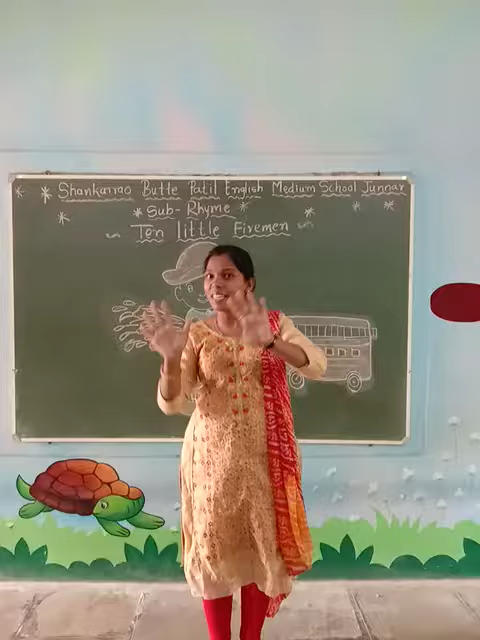 Shankarrao Butte Patil English Medium School Junnar
Sub- Rhyme
Ten little Firemen